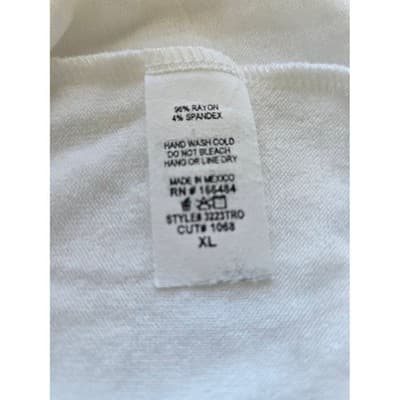 96% RAYON
4% SPANDEX
HAND WASH COLD
DO NOT BLEACH
HANG OR LINE DRY
MADE IN MEXICO
RN # 166484
STYLE# 3223TRO
CUT# 1068
XL